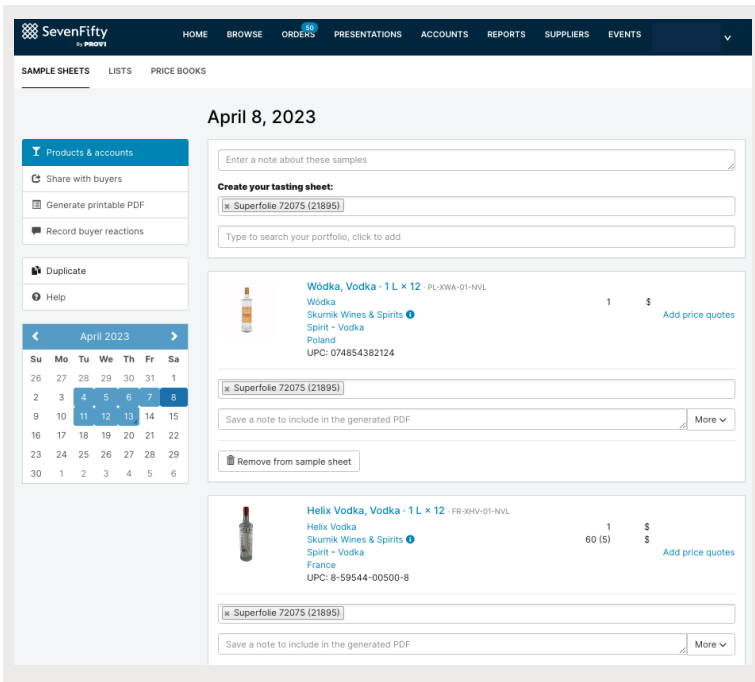 SevenFifty
by PROVI
HOME BROWSE ORDERS 50 PRESENTATIONS ACCOUNTS REPORTS SUPPLIERS EVENTS
SAMPLE SHEETS LISTS PRICE BOOKS
April 8, 2023
Products & accounts
Share with buyers
Generate printable PDF
Record buyer reactions
Duplicate
Help
April 2023
Su Mo Tu We Th Fr Sa
26 27 28 29 30 31 1
2 3 4 5 6 7 8
9 10 11 12 13 14 15
16 17 18 19 20 21 22
23 24 25 26 27 28 29
30 1 2 3 4 5 6
Enter a note about these samples
Create your tasting sheet:
× Superfolie 72075 (21895)
Type to search your portfolio, click to add
Wódka, Vodka · 1 L × 12 · PL-XWA-01-NVL
Wódka 1 $
Skurnik Wines & Spirits Add price quotes
Spirit - Vodka
Poland
UPC: 074854382124
× Superfolie 72075 (21895)
Save a note to include in the generated PDF More
Remove from sample sheet
Helix Vodka, Vodka · 1 L × 12 · FR-XHV-01-NVL
Helix Vodka 1 $
Skurnik Wines & Spirits 60 (5) $
Spirit - Vodka Add price quotes
France
UPC: 8-59544-00500-8
× Superfolie 72075 (21895)
Save a note to include in the generated PDF More